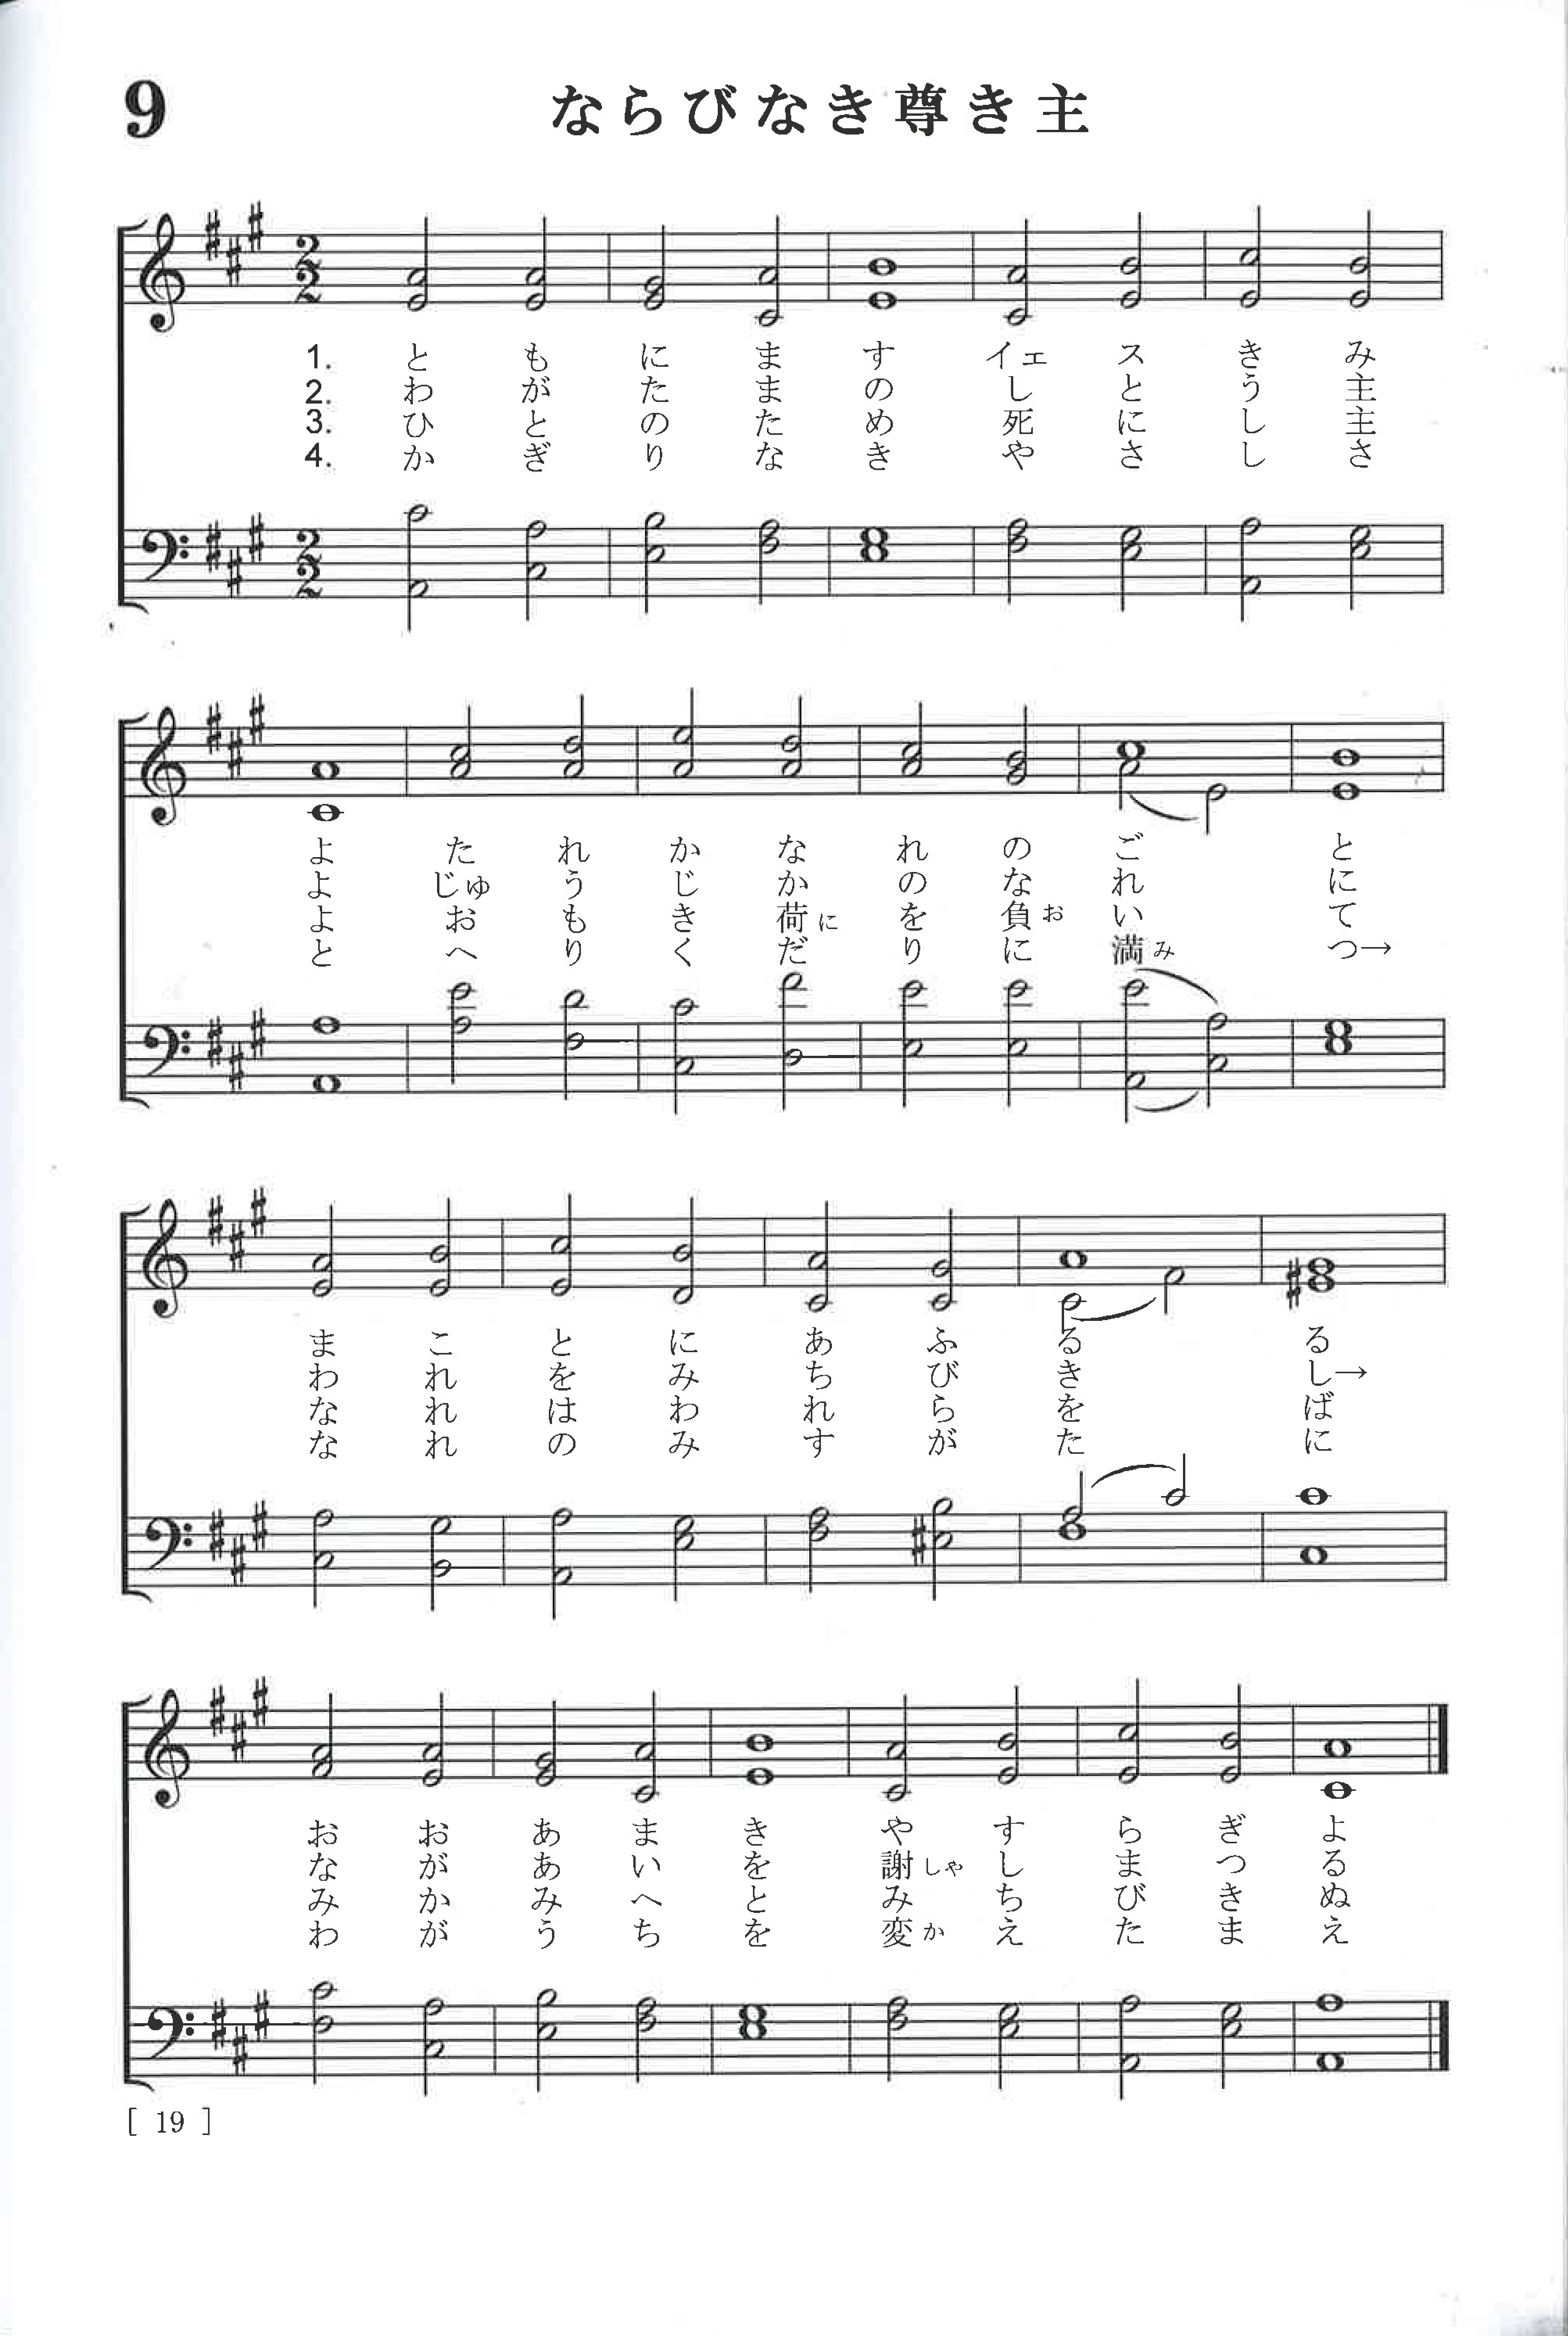 9
ならびなき尊き主
1. ともにますイェスきみ
2. わがたまのしとう主
3. ひとのため死にし主
4. かぎりなきやさしさ
よたれかなれのごと
よじゅうじかのなれに
よおもき荷にを負おいて
とへりくだりに満みつ→
まことにあふるる
われをみちびきし→
なれはわれらをば
なれのみすがたに
おおあまきやすらぎよ
ながあいを謝しゃしまつる
みかみへとみちびきぬ
わがうちを変かえたまえ
[ 19 ]